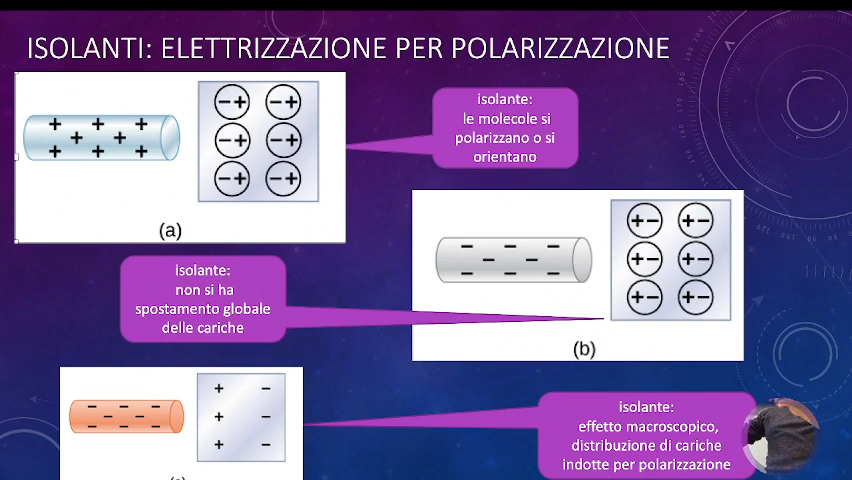 ISOLANTI: ELETTRIZZAZIONE PER POLARIZZAZIONE
isolante:
le molecole si
polarizzano o si
orientano
+ + +
+ +
+ + +
−+ −+
−+ −+
−+ −+
(a)
− − −
− −
− − −
+− +−
+− +−
+− +−
(b)
isolante:
non si ha
spostamento globale
delle cariche
− − −
− −
− − −
+ −
+ −
+ −
isolante:
effetto macroscopico,
distribuzione di cariche
indotte per polarizzazione